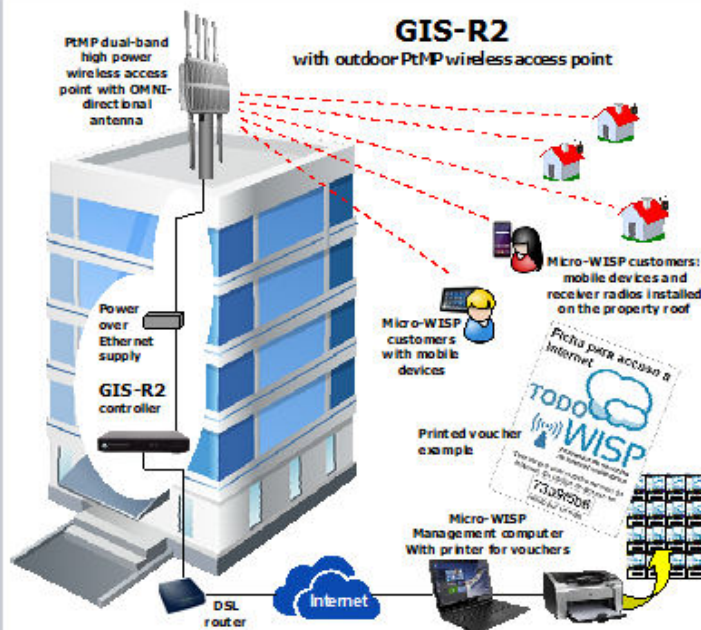 GIS-R2
with outdoor PtMP wireless access point
PtMP dual-band
high power
wireless access
point with OMNI-
directional
antenna
Micro-WISP customers:
mobile devices and
receiver radios installed
on the property roof
Micro-WISP
customers
with mobile
devices
Power
over
Ethernet
supply
GIS-R2
controller
Ficha para acceso a
Internet
TODO
WISP
Printed voucher
example
Micro-WISP
Management computer
With printer for vouchers
DSL
router
Internet